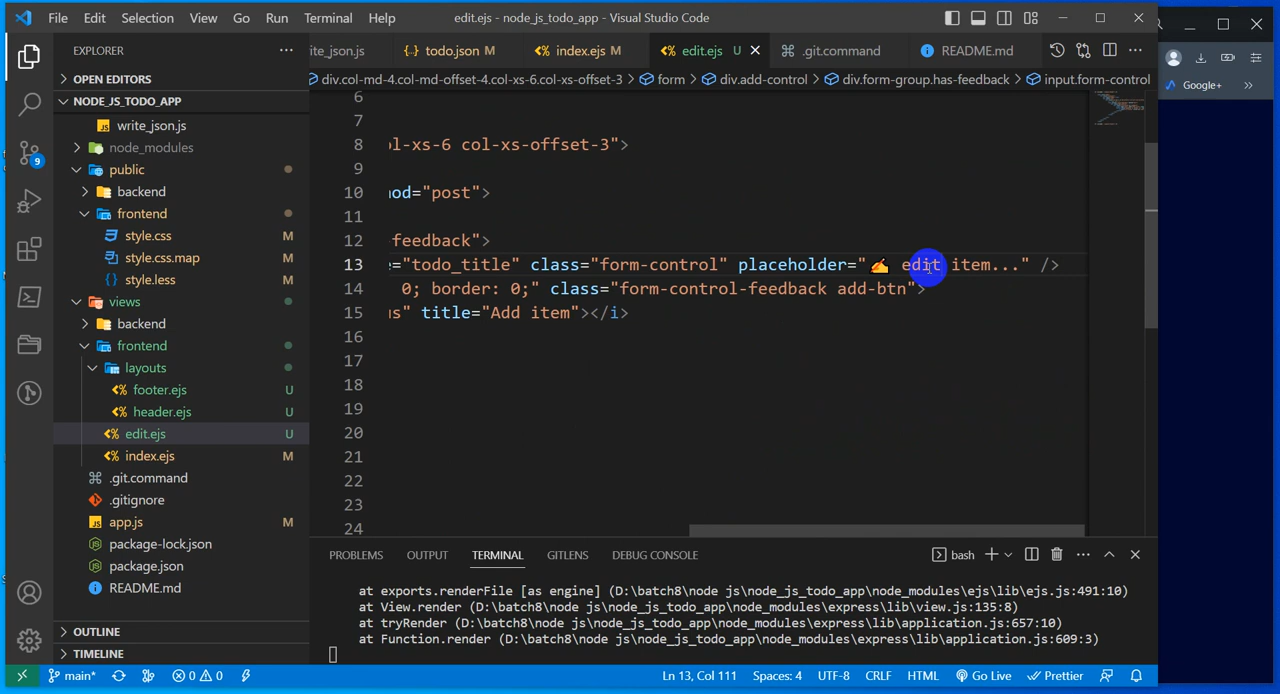 File Edit Selection View Go Run Terminal Help edit.ejs - node_js_todo_app - Visual Studio Code
EXPLORER
ite_json.js todo.json M index.ejs M edit.ejs U .git.command README.md
Google+
OPEN EDITORS
div.col-md-4.col-md-offset-4.col-xs-6.col-xs-offset-3 > form > div.add-control > div.form-group.has-feedback > input.form-control
NODE_JS_TODO_APP
write_json.js
node_modules
public
backend
frontend
style.css M
style.css.map M
style.less M
views
backend
frontend
layouts
footer.ejs U
header.ejs U
edit.ejs U
index.ejs M
.git.command
.gitignore
app.js M
package-lock.json
package.json
README.md
OUTLINE
TIMELINE
9
6
7
8 ol-xs-6 col-xs-offset-3">
9
10 hod="post">
11
12 feedback">
13 e="todo_title" class="form-control" placeholder="✍ edit item..." />
14 0; border: 0;" class="form-control-feedback add-btn">
15 us" title="Add item"></i>
16
17
18
19
20
21
22
23
24
PROBLEMS OUTPUT TERMINAL GITLENS DEBUG CONSOLE bash
at exports.renderFile [as engine] (D:\batch8\node js\node_js_todo_app\node_modules\ejs\lib\ejs.js:491:10)
at View.render (D:\batch8\node js\node_js_todo_app\node_modules\express\lib\view.js:135:8)
at tryRender (D:\batch8\node js\node_js_todo_app\node_modules\express\lib\application.js:657:10)
at Function.render (D:\batch8\node js\node_js_todo_app\node_modules\express\lib\application.js:609:3)
main* 0 0 Ln 13, Col 111 Spaces: 4 UTF-8 CRLF HTML Go Live Prettier